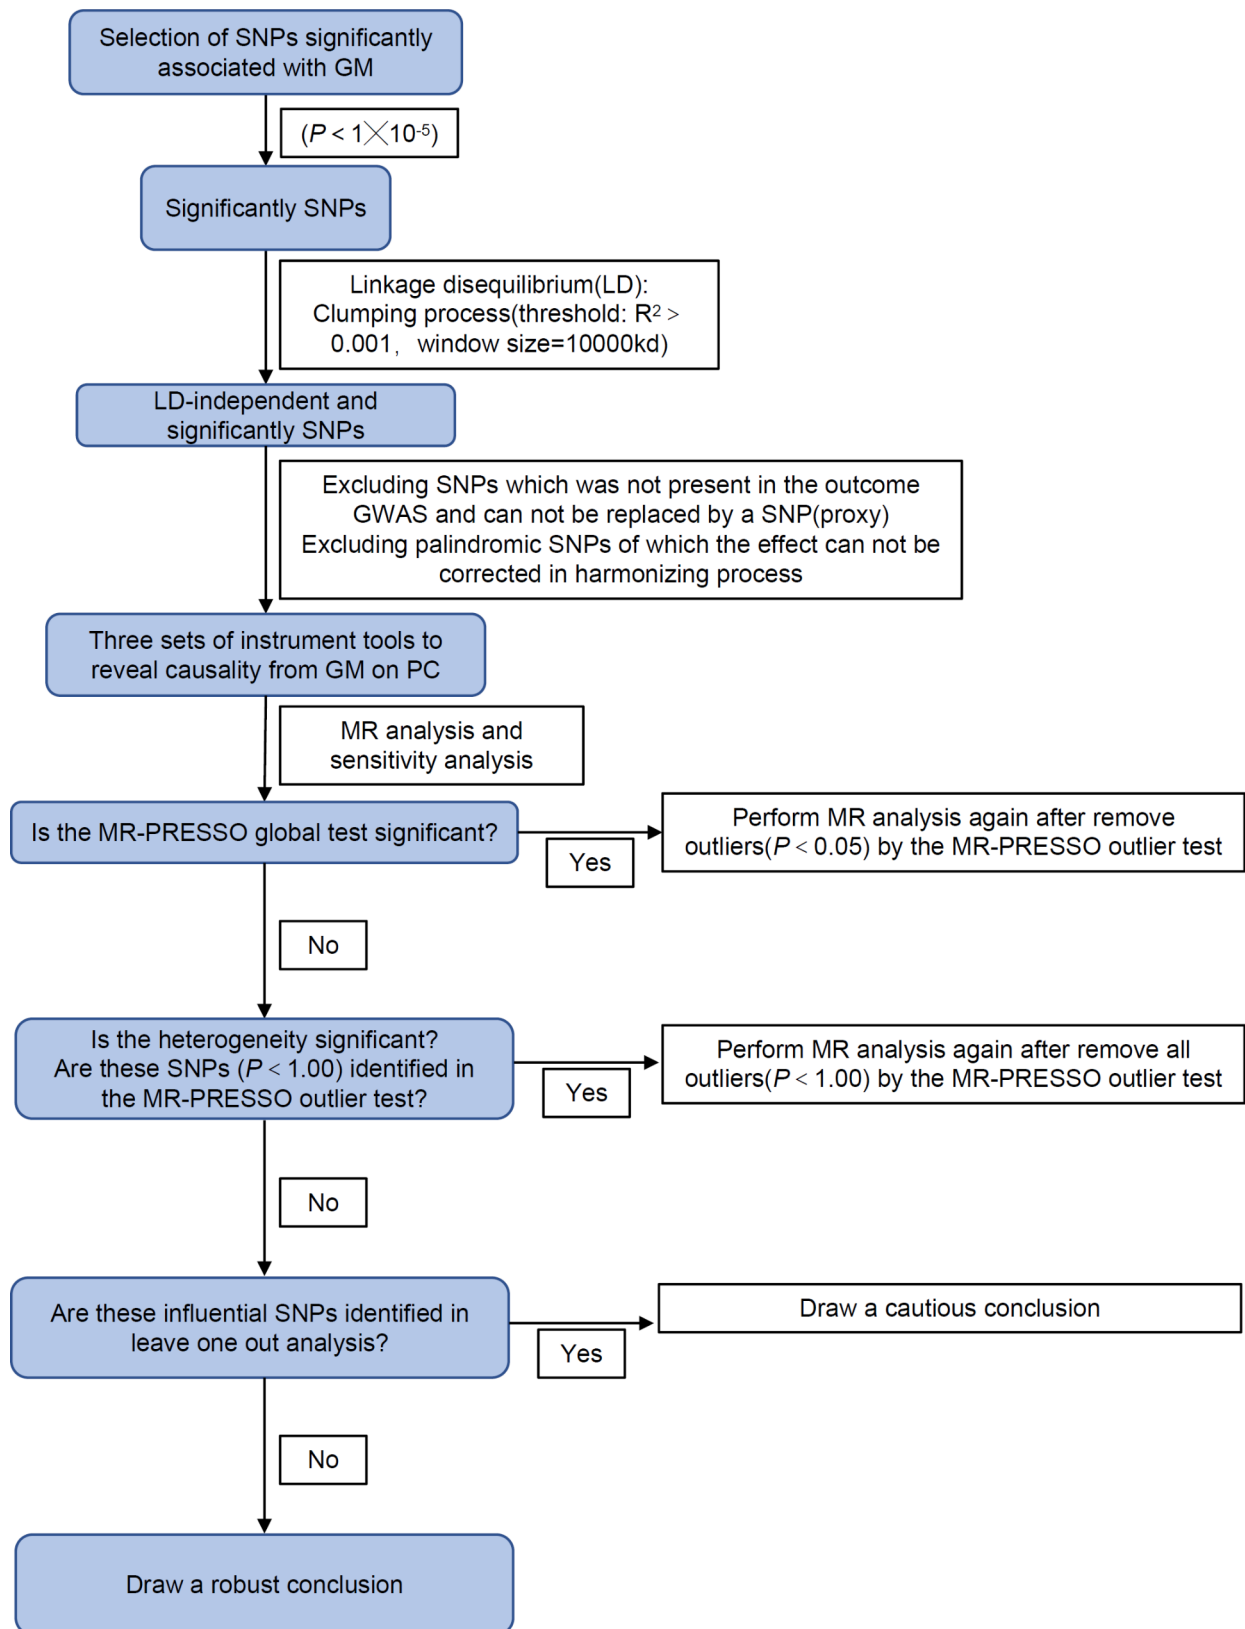 Selection of SNPs significantly
associated with GM
(P < 1×10⁻⁵)
Significantly SNPs
Linkage disequilibrium(LD):
Clumping process(threshold: R² >
0.001, window size=10000kd)
LD-independent and
significantly SNPs
Excluding SNPs which was not present in the outcome
GWAS and can not be replaced by a SNP(proxy)
Excluding palindromic SNPs of which the effect can not be
corrected in harmonizing process
Three sets of instrument tools to
reveal causality from GM on PC
MR analysis and
sensitivity analysis
Is the MR-PRESSO global test significant?
Yes
Perform MR analysis again after remove
outliers(P < 0.05) by the MR-PRESSO outlier test
No
Is the heterogeneity significant?
Are these SNPs (P < 1.00) identified in
the MR-PRESSO outlier test?
Yes
Perform MR analysis again after remove all
outliers(P < 1.00) by the MR-PRESSO outlier test
No
Are these influential SNPs identified in
leave one out analysis?
Yes
Draw a cautious conclusion
No
Draw a robust conclusion